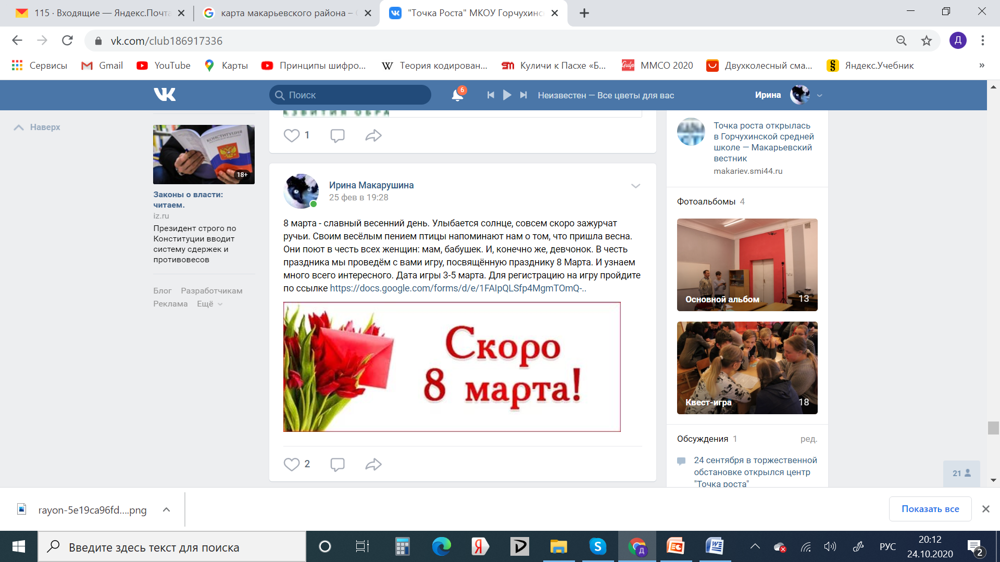 115 · Входящие — Яндекс.Почта
карта макарьевского района –
"Точка Роста" МКОУ Горчухинс
vk.com/club186917336
Сервисы
Gmail
YouTube
Карты
Принципы шифро...
Теория кодирован...
Куличи к Пасхе «Б...
ММСО 2020
Двухколесный сма...
Яндекс.Учебник
»
Поиск
6
Неизвестен — Все цветы для вас
Ирина
Наверх
КОНСТИТУЦИЯ
18+
Законы о власти:
читаем.
iz.ru
Президент строго по
Конституции вводит
систему сдержек и
противовесов
Блог Разработчикам
Реклама Ещё
АЗВИТИЯ ОБРА
1
Ирина Макарушина
25 фев в 19:28
8 марта - славный весенний день. Улыбается солнце, совсем скоро зажурчат
ручьи. Своим весёлым пением птицы напоминают нам о том, что пришла весна.
Они поют в честь всех женщин: мам, бабушек. И, конечно же, девчонок. В честь
праздника мы проведём с вами игру, посвящённую празднику 8 Марта. И узнаем
много всего интересного. Дата игры 3-5 марта. Для регистрацию на игру пройдите
по ссылке https://docs.google.com/forms/d/e/1FAIpQLSfp4MgmTOmQ-..
Скоро
8 марта!
2
Точка роста открылась
в Горчухинской средней
школе — Макарьевский
вестник
makariev.smi44.ru
Фотоальбомы 4
Основной альбом 13
Квест-игра 18
Обсуждения 1 ред.
24 сентября в торжественной
обстановке открылся центр
"Точка роста"
21
rayon-5e19ca96fd....png
Показать все
Введите здесь текст для поиска
РУС
20:12
24.10.2020
2